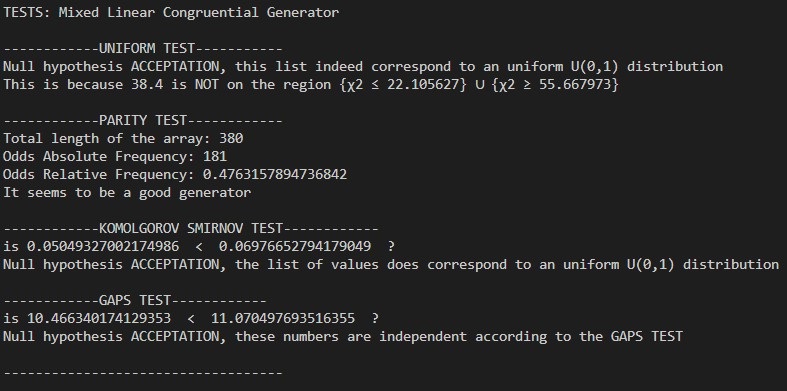 TESTS: Mixed Linear Congruential Generator
------------UNIFORM TEST-----------
Null hypothesis ACCEPTATION, this list indeed correspond to an uniform U(0,1) distribution
This is because 38.4 is NOT on the region {χ2 ≤ 22.105627} ∪ {χ2 ≥ 55.667973}
------------PARITY TEST------------
Total length of the array: 380
Odds Absolute Frequency: 181
Odds Relative Frequency: 0.4763157894736842
It seems to be a good generator
------------KOMOLGOROV SMIRNOV TEST------------
is 0.05049327002174986  <  0.06976652794179049  ?
Null hypothesis ACCEPTATION, the list of values does correspond to an uniform U(0,1) distribution
------------GAPS TEST------------
is 10.466340174129353  <  11.070497693516355  ?
Null hypothesis ACCEPTATION, these numbers are independent according to the GAPS TEST
-----------------------------------